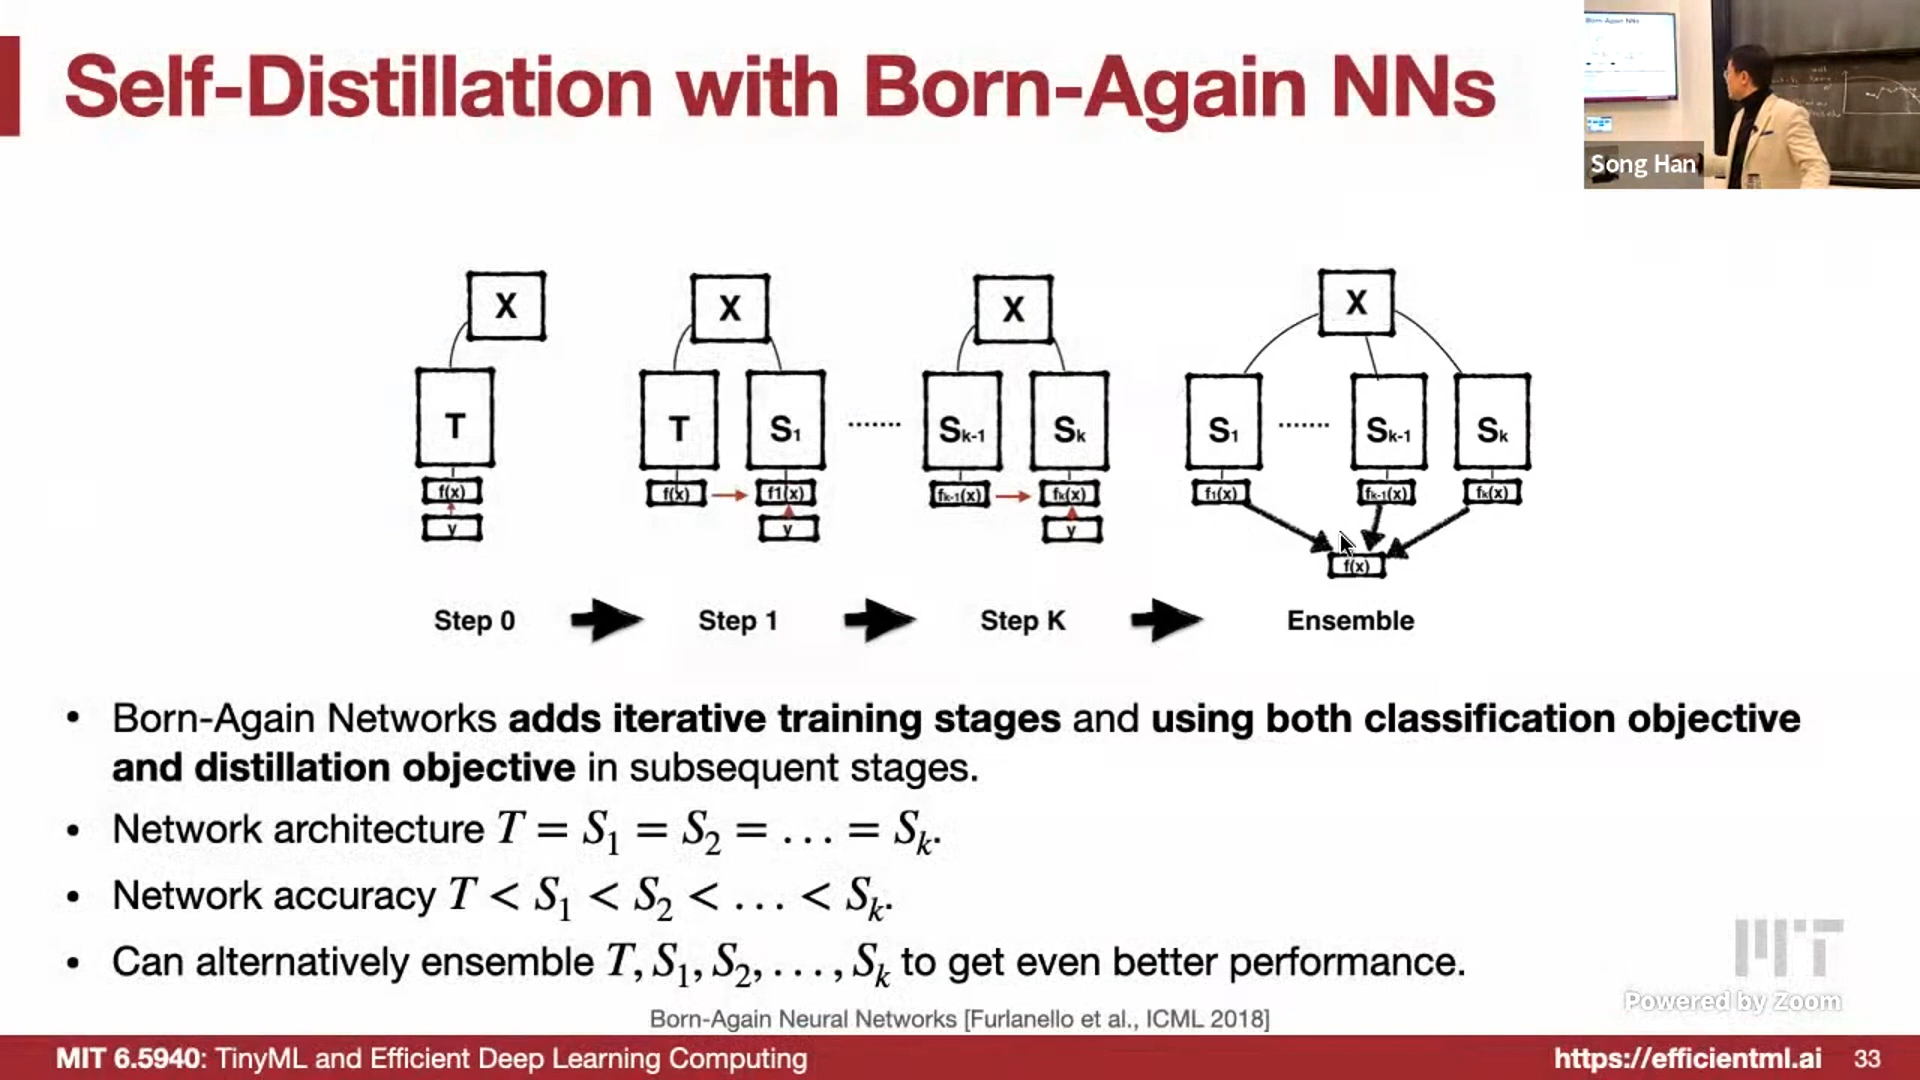 Self-Distillation with Born-Again NNs
Born-Again NNs
Song Han
X X X X
T T S1 ....... Sk-1 Sk S1 ....... Sk-1 Sk
f(x) f(x) f1(x) fk-1(x) fk(x) f1(x) fk-1(x) fk(x)
y y y f(x)
Step 0 Step 1 Step K Ensemble
• Born-Again Networks adds iterative training stages and using both classification objective
and distillation objective in subsequent stages.
• Network architecture T = S1 = S2 = . . . = Sk.
• Network accuracy T < S1 < S2 < . . . < Sk.
• Can alternatively ensemble T, S1, S2, . . . , Sk to get even better performance.
MIT
Powered by Zoom
Born-Again Neural Networks [Furlanello et al., ICML 2018]
MIT 6.5940: TinyML and Efficient Deep Learning Computing
https://efficientml.ai 33